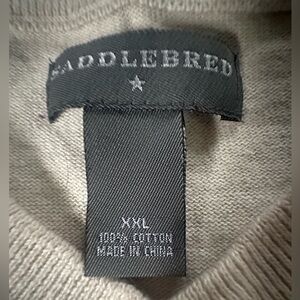 SADDLEBRED
XXL
100% COTTON
MADE IN CHINA